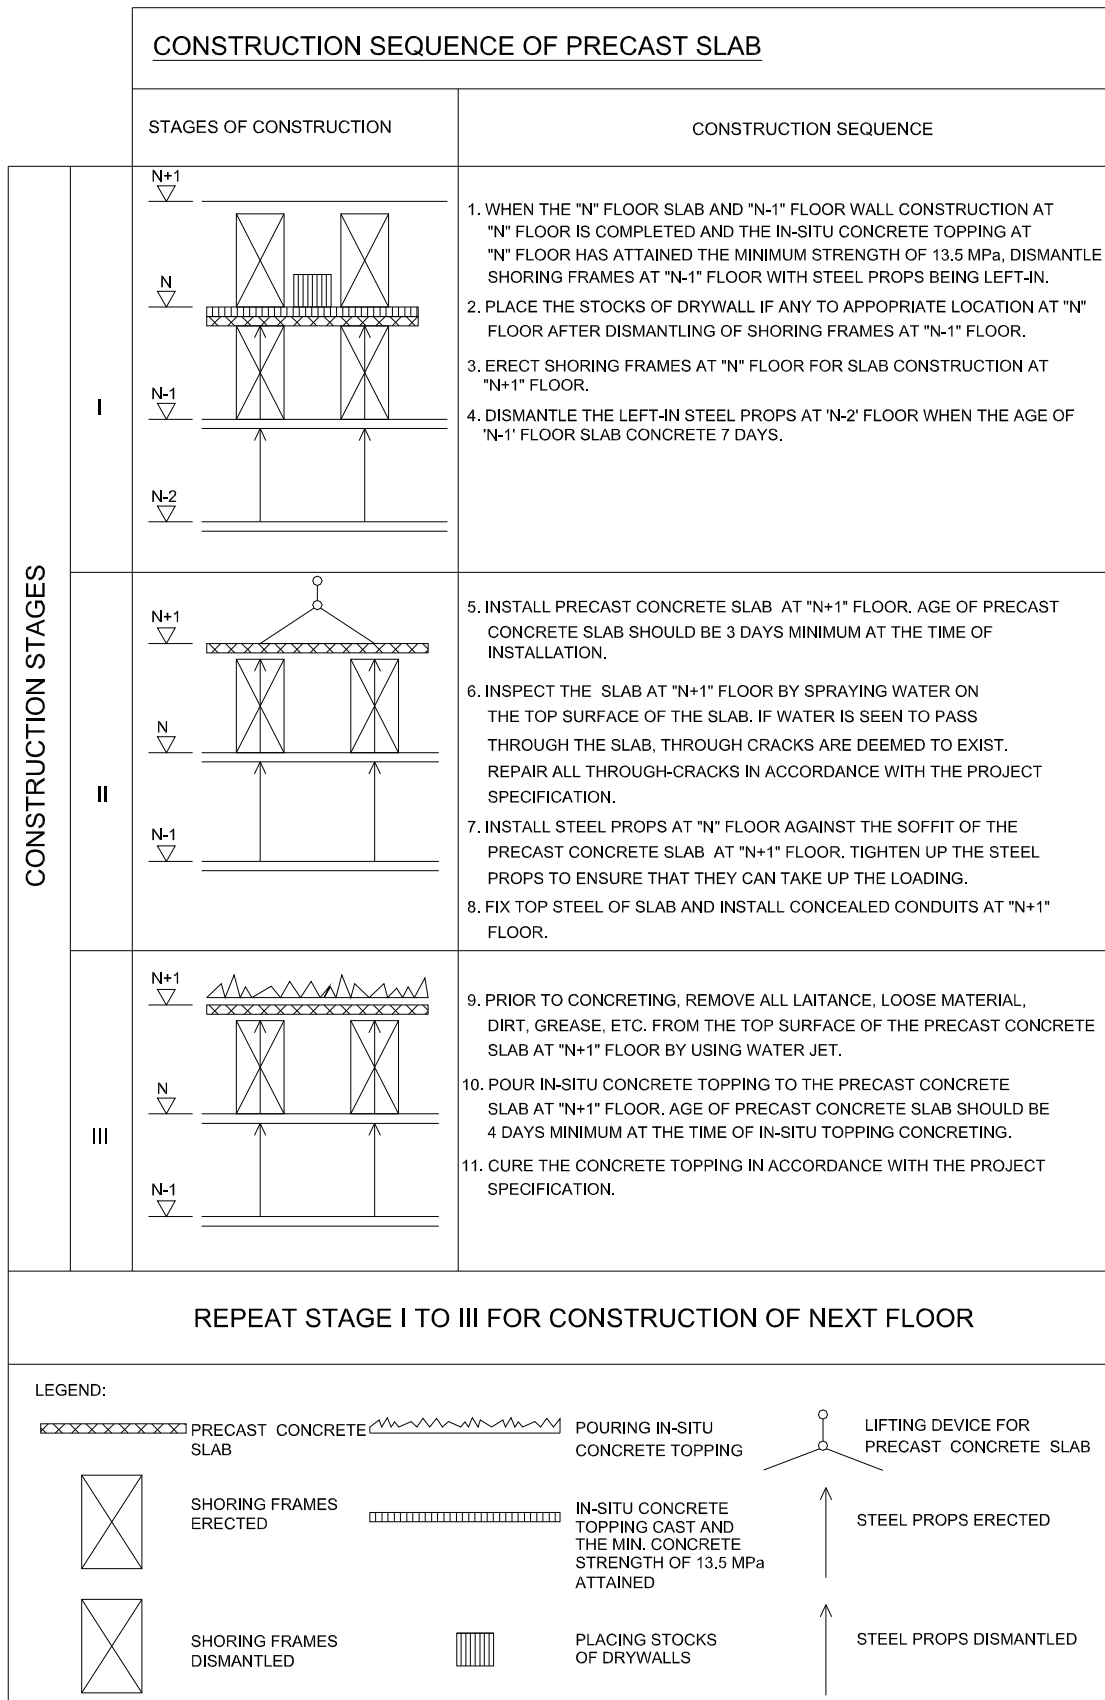 CONSTRUCTION SEQUENCE OF PRECAST SLAB
STAGES OF CONSTRUCTION
CONSTRUCTION SEQUENCE
CONSTRUCTION STAGES
I
N+1
N
N-1
N-2
1. WHEN THE "N" FLOOR SLAB AND "N-1" FLOOR WALL CONSTRUCTION AT
"N" FLOOR IS COMPLETED AND THE IN-SITU CONCRETE TOPPING AT
"N" FLOOR HAS ATTAINED THE MINIMUM STRENGTH OF 13.5 MPa, DISMANTLE
SHORING FRAMES AT "N-1" FLOOR WITH STEEL PROPS BEING LEFT-IN.
2. PLACE THE STOCKS OF DRYWALL IF ANY TO APPOPRIATE LOCATION AT "N"
FLOOR AFTER DISMANTLING OF SHORING FRAMES AT "N-1" FLOOR.
3. ERECT SHORING FRAMES AT "N" FLOOR FOR SLAB CONSTRUCTION AT
"N+1" FLOOR.
4. DISMANTLE THE LEFT-IN STEEL PROPS AT 'N-2' FLOOR WHEN THE AGE OF
'N-1' FLOOR SLAB CONCRETE 7 DAYS.
II
N+1
N
N-1
5. INSTALL PRECAST CONCRETE SLAB AT "N+1" FLOOR. AGE OF PRECAST
CONCRETE SLAB SHOULD BE 3 DAYS MINIMUM AT THE TIME OF
INSTALLATION.
6. INSPECT THE SLAB AT "N+1" FLOOR BY SPRAYING WATER ON
THE TOP SURFACE OF THE SLAB. IF WATER IS SEEN TO PASS
THROUGH THE SLAB, THROUGH CRACKS ARE DEEMED TO EXIST.
REPAIR ALL THROUGH-CRACKS IN ACCORDANCE WITH THE PROJECT
SPECIFICATION.
7. INSTALL STEEL PROPS AT "N" FLOOR AGAINST THE SOFFIT OF THE
PRECAST CONCRETE SLAB AT "N+1" FLOOR. TIGHTEN UP THE STEEL
PROPS TO ENSURE THAT THEY CAN TAKE UP THE LOADING.
8. FIX TOP STEEL OF SLAB AND INSTALL CONCEALED CONDUITS AT "N+1"
FLOOR.
III
N+1
N
N-1
9. PRIOR TO CONCRETING, REMOVE ALL LAITANCE, LOOSE MATERIAL,
DIRT, GREASE, ETC. FROM THE TOP SURFACE OF THE PRECAST CONCRETE
SLAB AT "N+1" FLOOR BY USING WATER JET.
10. POUR IN-SITU CONCRETE TOPPING TO THE PRECAST CONCRETE
SLAB AT "N+1" FLOOR. AGE OF PRECAST CONCRETE SLAB SHOULD BE
4 DAYS MINIMUM AT THE TIME OF IN-SITU TOPPING CONCRETING.
11. CURE THE CONCRETE TOPPING IN ACCORDANCE WITH THE PROJECT
SPECIFICATION.
REPEAT STAGE I TO III FOR CONSTRUCTION OF NEXT FLOOR
LEGEND:
PRECAST CONCRETE
SLAB
POURING IN-SITU
CONCRETE TOPPING
LIFTING DEVICE FOR
PRECAST CONCRETE SLAB
SHORING FRAMES
ERECTED
IN-SITU CONCRETE
TOPPING CAST AND
THE MIN. CONCRETE
STRENGTH OF 13.5 MPa
ATTAINED
STEEL PROPS ERECTED
SHORING FRAMES
DISMANTLED
PLACING STOCKS
OF DRYWALLS
STEEL PROPS DISMANTLED